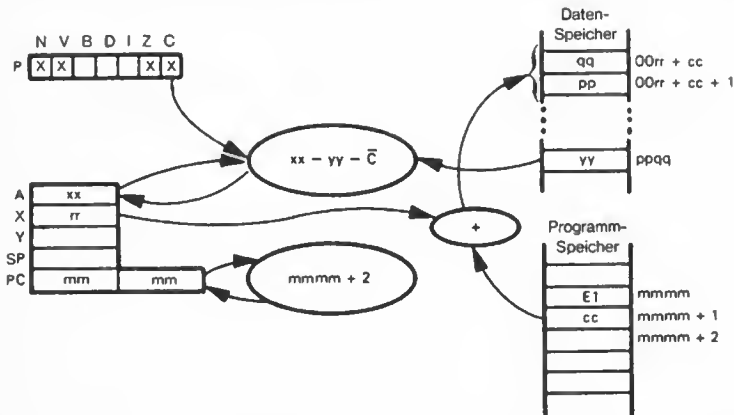 N V B D I Z C
P X X X X
xx – yy – C̅
A xx
X rr
Y
SP
PC mm mm
mmmm + 2
+
Daten-
Speicher
qq 00rr + cc
pp 00rr + cc + 1
yy ppqq
Programm-
Speicher
E1 mmmm
cc mmmm + 1
mmmm + 2